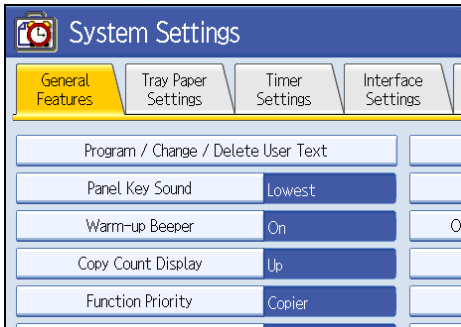 System Settings
General
Features
Tray Paper
Settings
Timer
Settings
Interface
Settings
Program / Change / Delete User Text
Panel Key Sound Lowest
Warm-up Beeper On O
Copy Count Display Up
Function Priority Copier